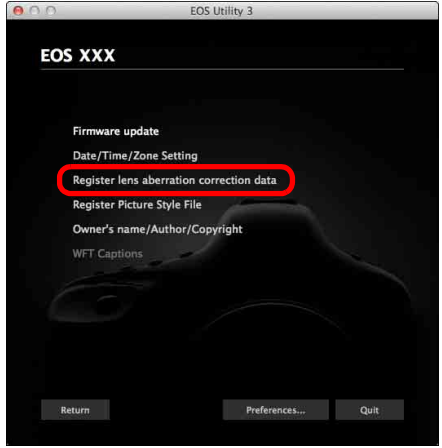 EOS Utility 3
EOS XXX
Firmware update
Date/Time/Zone Setting
Register lens aberration correction data
Register Picture Style File
Owner's name/Author/Copyright
WFT Captions
Return
Preferences...
Quit